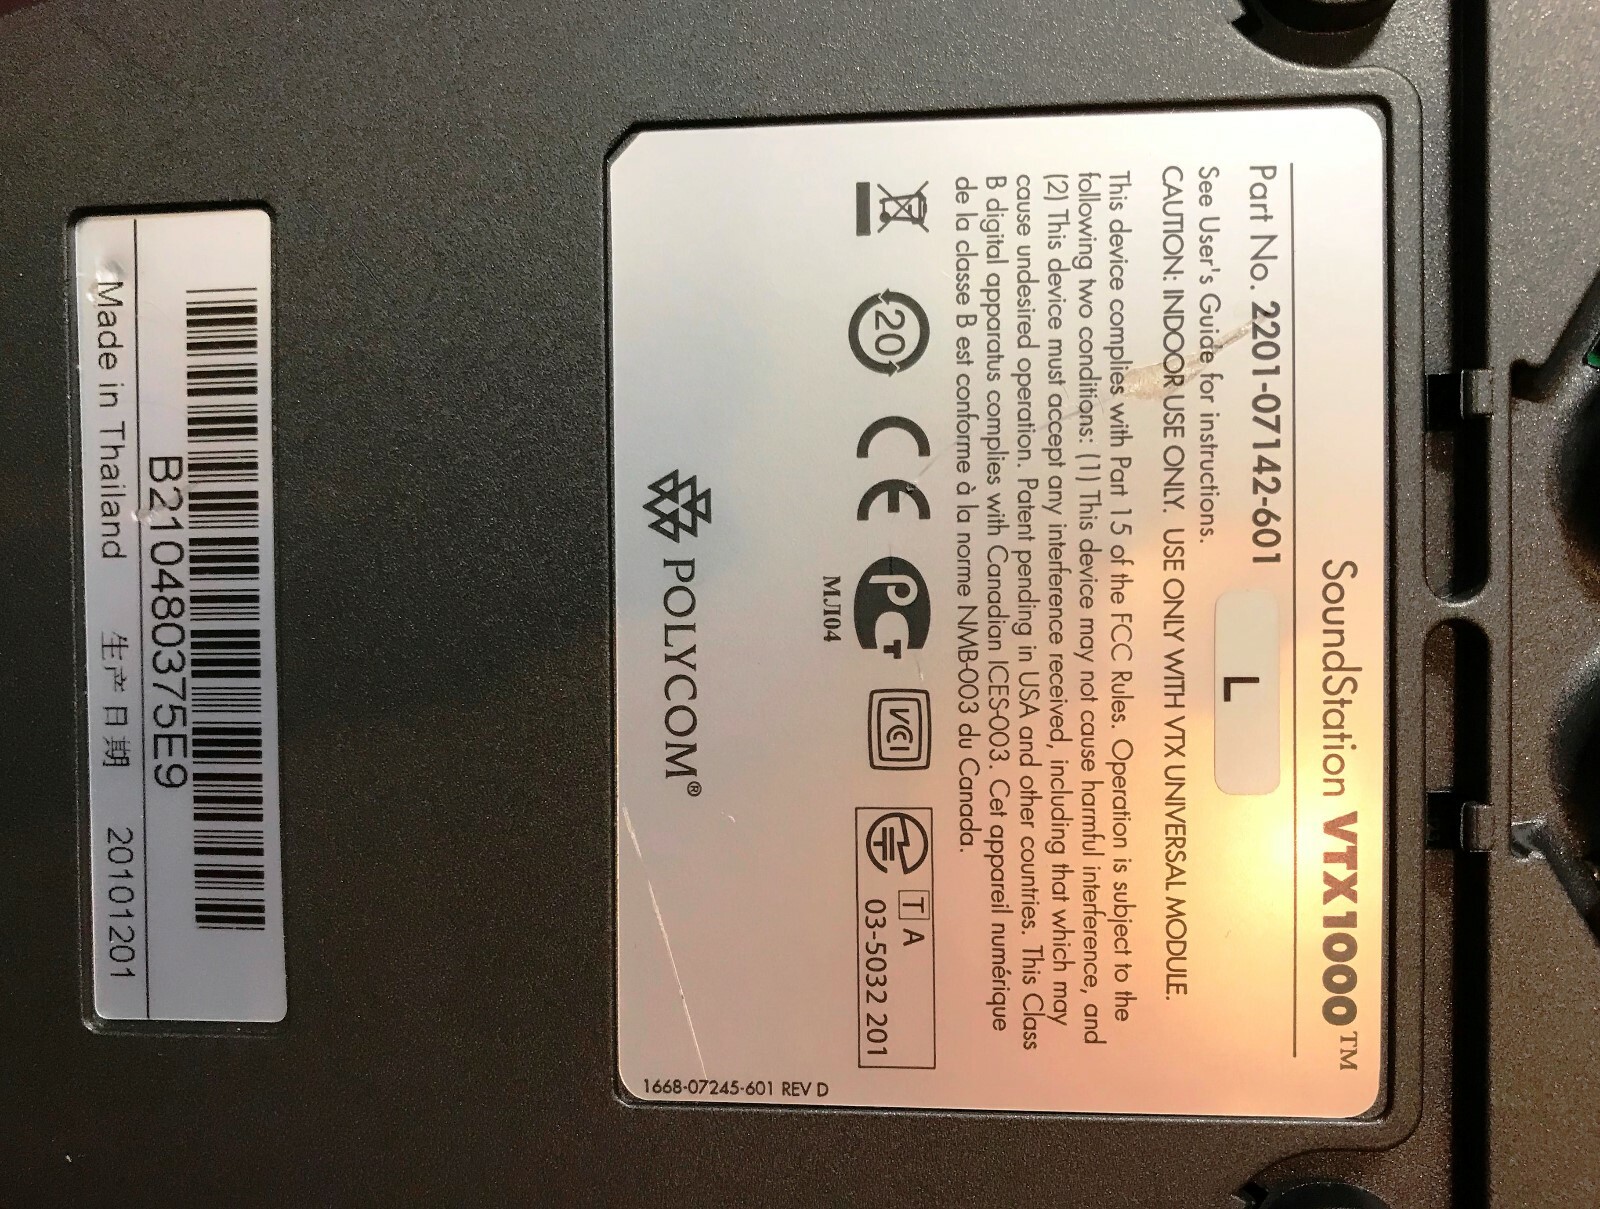 SoundStation VTX1000™
Part No. 2201-07142-601 L
See User's Guide for instructions.
CAUTION: INDOOR USE ONLY. USE ONLY WITH VTX UNIVERSAL MODULE.
This device complies with Part 15 of the FCC Rules. Operation is subject to the
following two conditions: (1) This device may not cause harmful interference, and
(2) This device must accept any interference received, including that which may
cause undesired operation. Patent pending in USA and other countries. This Class
B digital apparatus complies with Canadian ICES-003. Cet appareil numérique
de la classe B est conforme à la norme NMB-003 du Canada.
20 CE PCT VCI T A
03-5032 201
MJ104
POLYCOM®
1668-07245-601 REV D
B210480375E9
Made in Thailand 生产日期 20101201